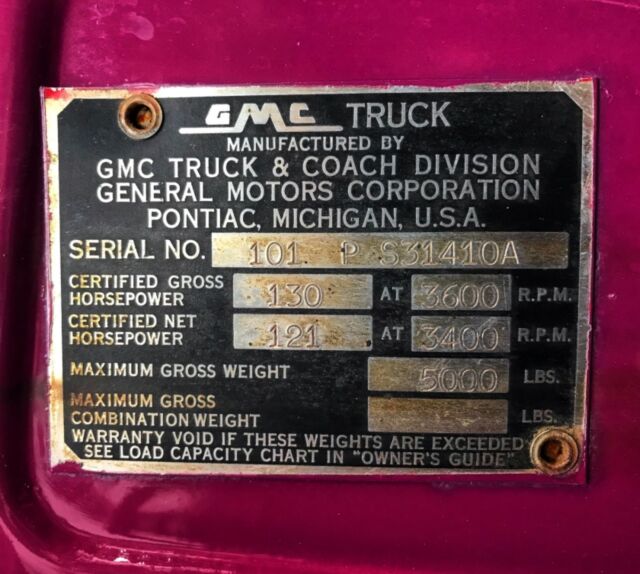 GMC TRUCK
MANUFACTURED BY
GMC TRUCK & COACH DIVISION
GENERAL MOTORS CORPORATION
PONTIAC, MICHIGAN, U.S.A.
SERIAL NO. 101 P S31410A
CERTIFIED GROSS
HORSEPOWER 130 AT 3600 R.P.M.
CERTIFIED NET
HORSEPOWER 121 AT 3400 R.P.M.
MAXIMUM GROSS WEIGHT 5000 LBS.
MAXIMUM GROSS
COMBINATION WEIGHT LBS.
WARRANTY VOID IF THESE WEIGHTS ARE EXCEEDED
SEE LOAD CAPACITY CHART IN "OWNER'S GUIDE"